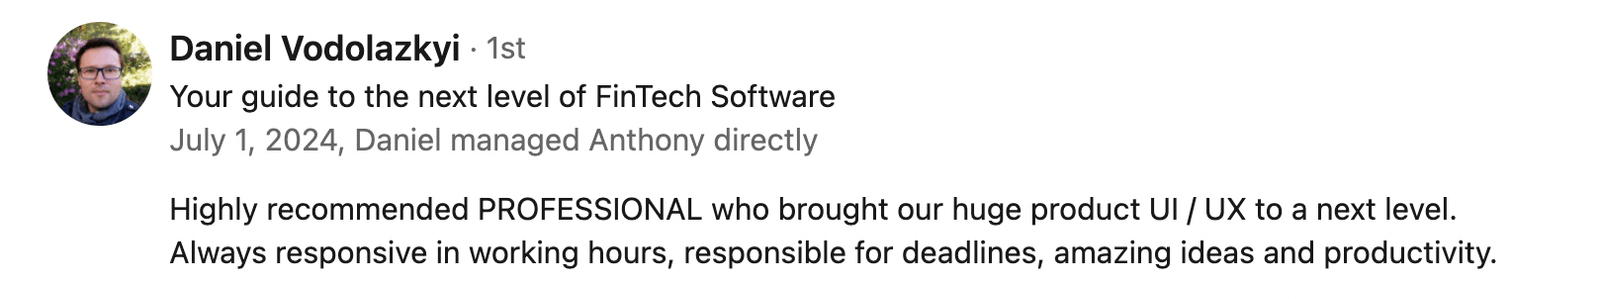 Daniel Vodolazkyi · 1st
Your guide to the next level of FinTech Software
July 1, 2024, Daniel managed Anthony directly
Highly recommended PROFESSIONAL who brought our huge product UI / UX to a next level.
Always responsive in working hours, responsible for deadlines, amazing ideas and productivity.